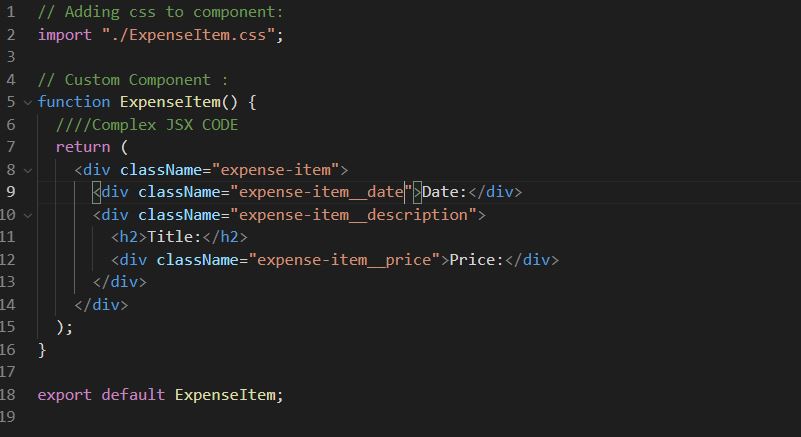 1 // Adding css to component:
2 import "./ExpenseItem.css";
3
4 // Custom Component :
5 function ExpenseItem() {
6   ////Complex JSX CODE
7   return (
8     <div className="expense-item">
9       <div className="expense-item__date">Date:</div>
10       <div className="expense-item__description">
11         <h2>Title:</h2>
12         <div className="expense-item__price">Price:</div>
13       </div>
14     </div>
15   );
16 }
17
18 export default ExpenseItem;
19